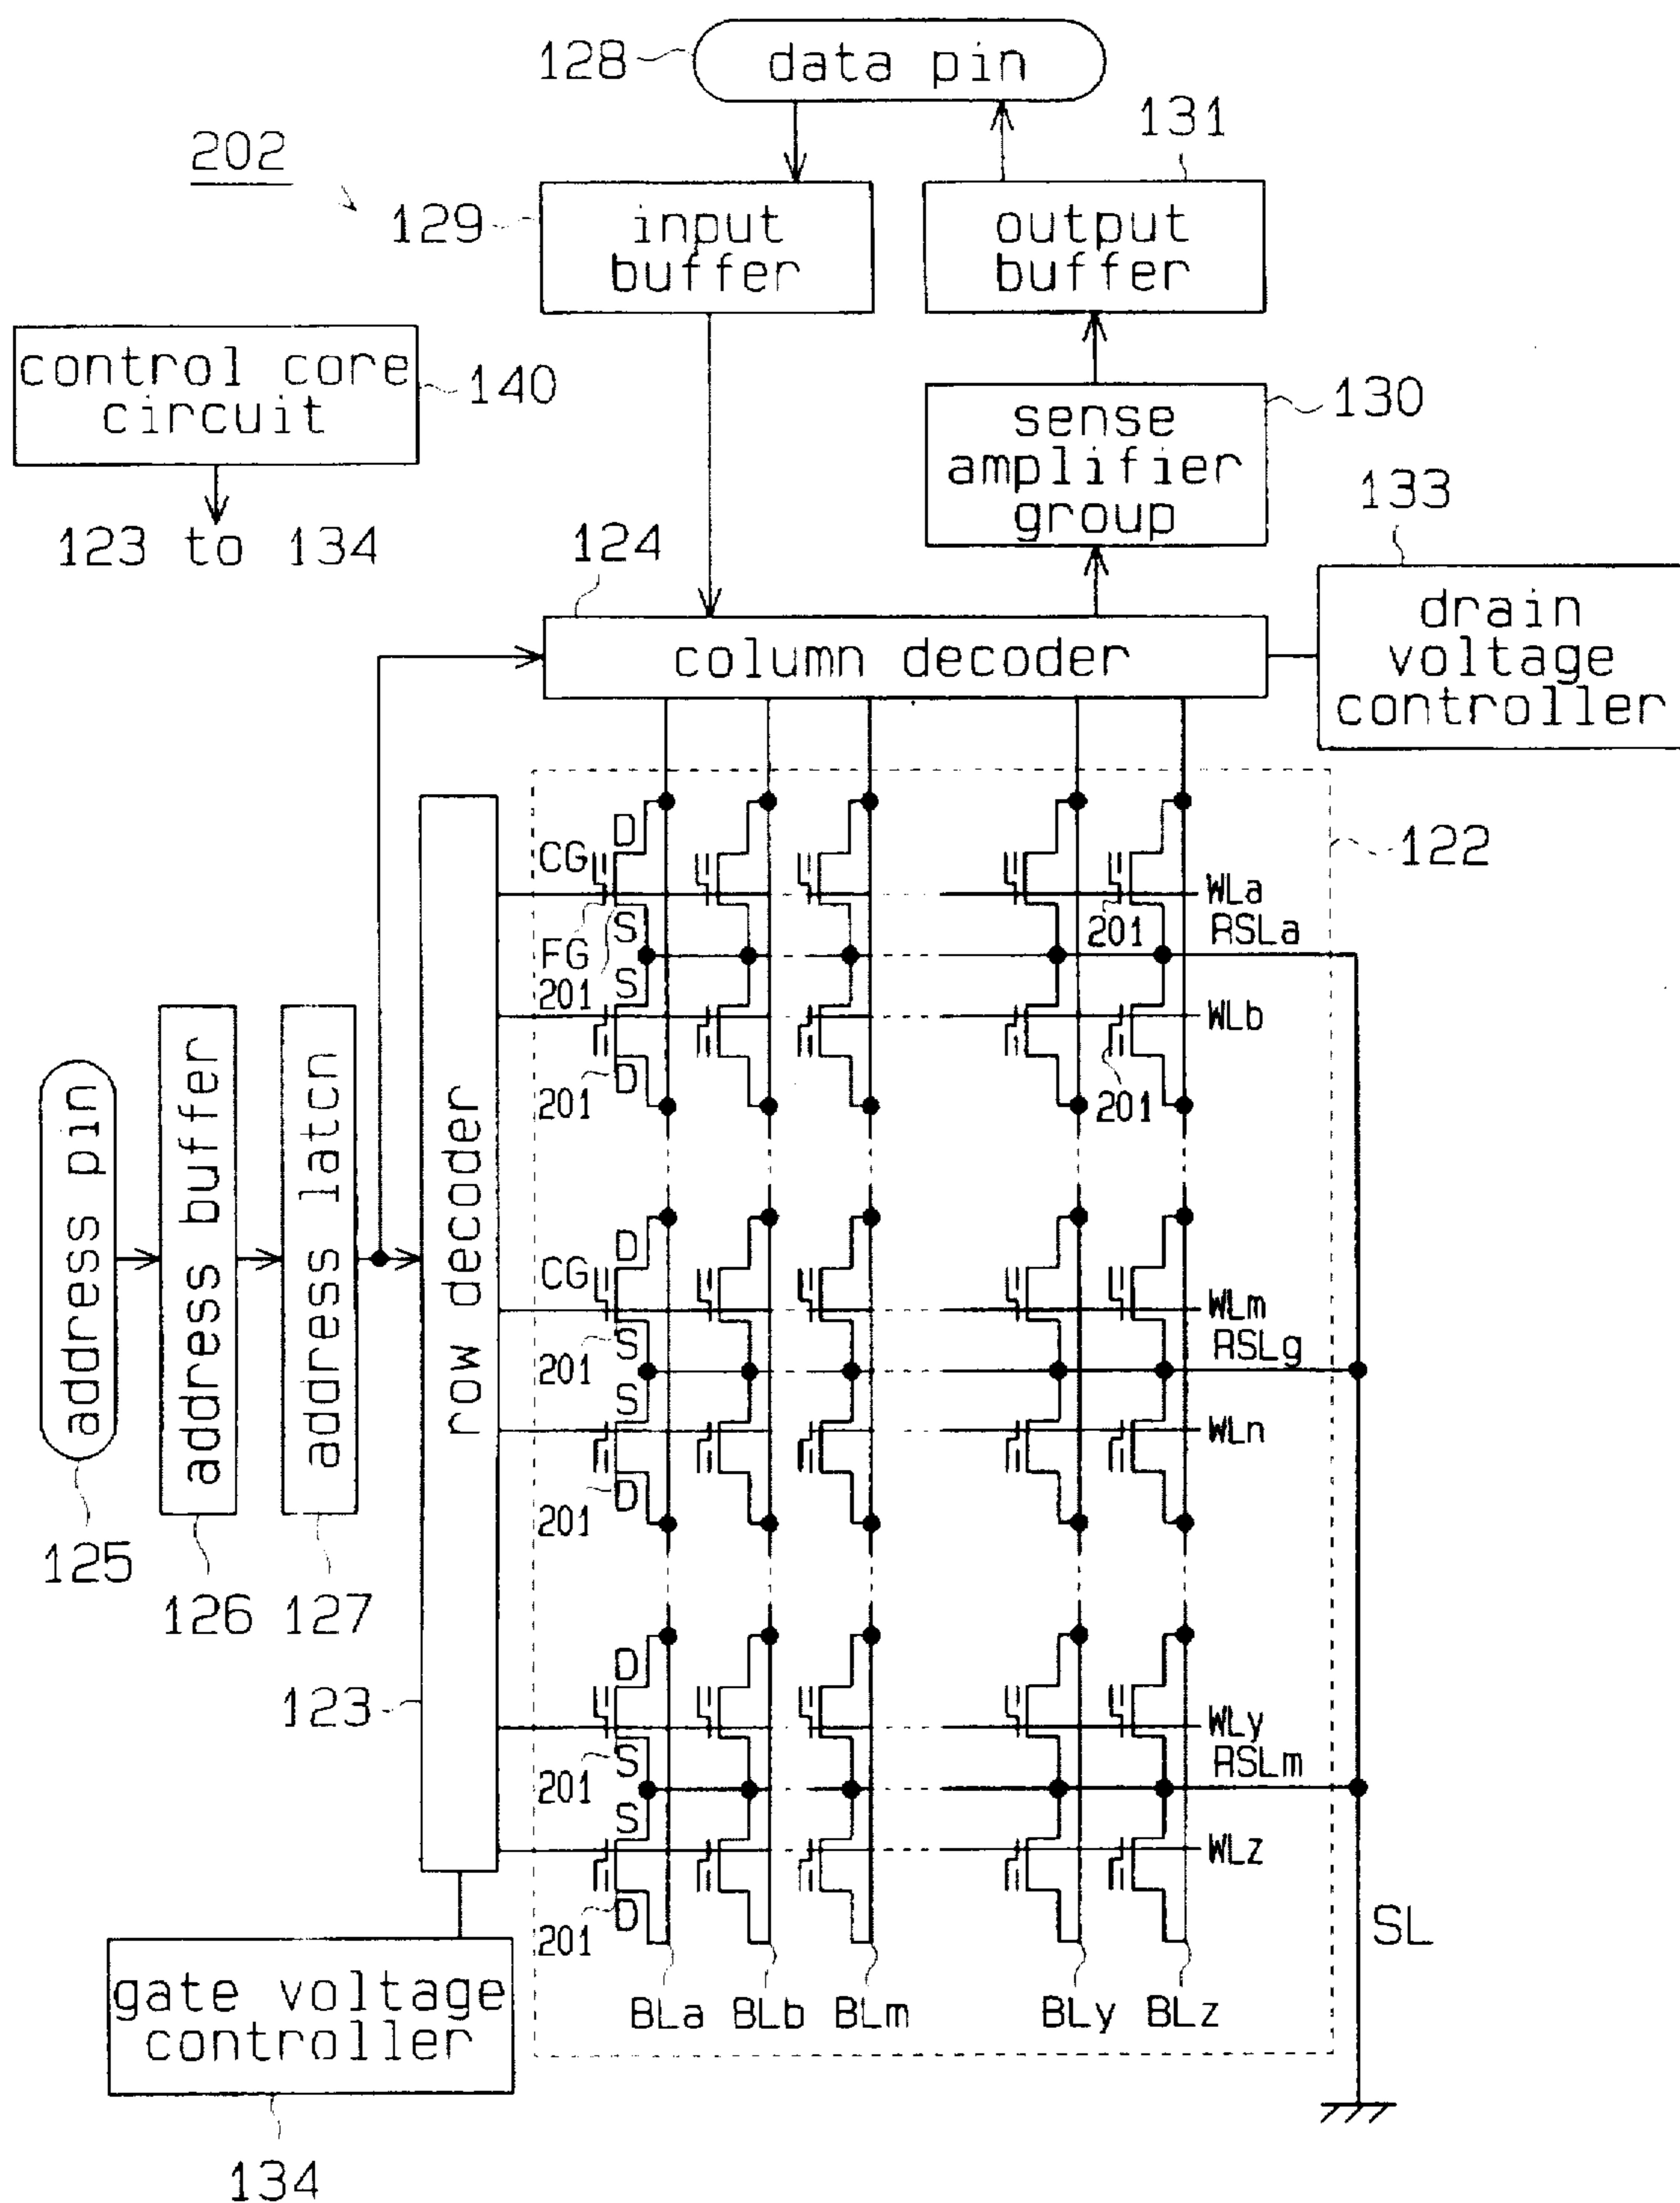 128
data pin
202
131
129
input
buffer
output
buffer
control core
circuit
140
sense
amplifier
group
130
133
123 to 134
124
column decoder
drain
voltage
controller
122
D
CG
WLa
S
201
RSLa
FG
S
201
WLb
D
201
201
address pin
address buffer
address latch
row decoder
D
CG
WLm
S
201
RSLg
S
WLn
D
201
125
126
127
D
123
WLy
S
201
RSLm
S
WLz
D
201
SL
gate voltage
controller
BLa
BLb
BLm
BLy
BLz
134